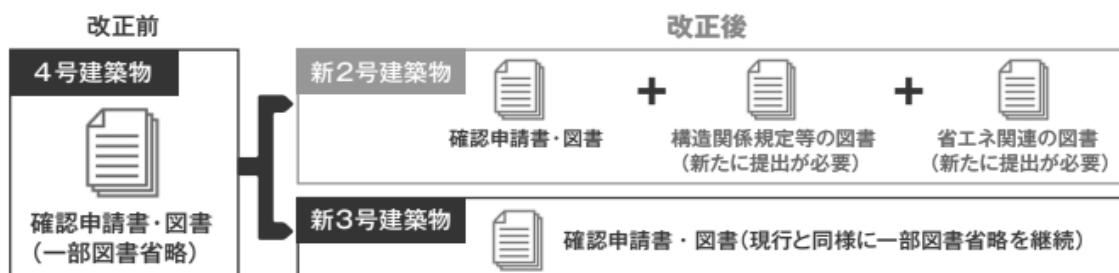 改正前
4号建築物
確認申請書・図書
(一部図書省略)
改正後
新2号建築物
確認申請書・図書
+
構造関係規定等の図書
(新たに提出が必要)
+
省エネ関連の図書
(新たに提出が必要)
新3号建築物
確認申請書・図書(現行と同様に一部図書省略を継続)